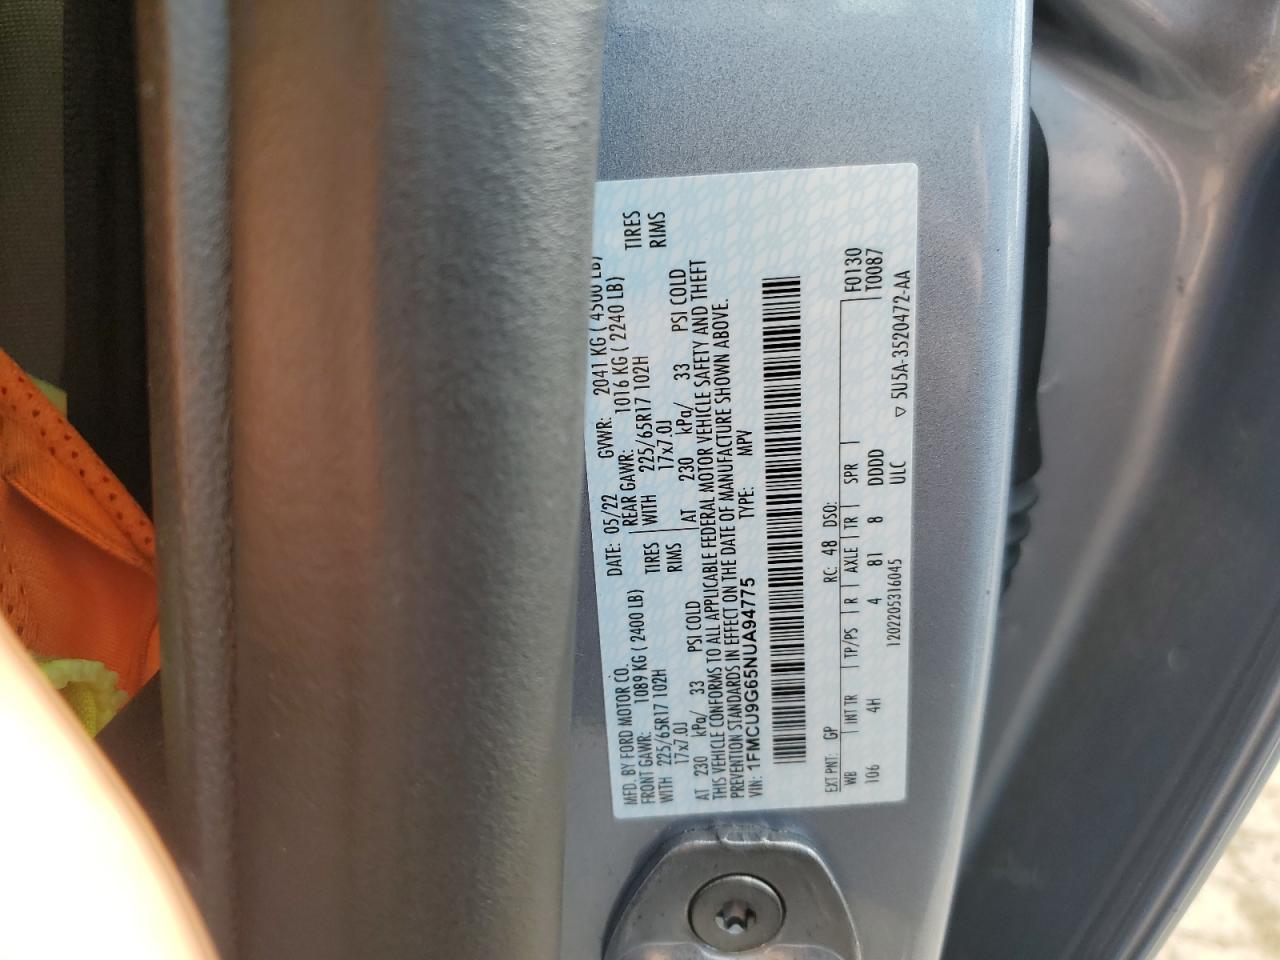 MFD. BY FORD MOTOR CO. DATE: 05/22 GVWR: 2041 KG ( 4500 LB)
FRONT GAWR: 1089 KG ( 2400 LB) REAR GAWR: 1016 KG ( 2240 LB)
WITH 225/65R17 102H TIRES WITH 225/65R17 102H TIRES
17x7.0J RIMS 17x7.0J RIMS
AT 230 kPa/ 33 PSI COLD AT 230 kPa/ 33 PSI COLD
THIS VEHICLE CONFORMS TO ALL APPLICABLE FEDERAL MOTOR VEHICLE SAFETY AND THEFT
PREVENTION STANDARDS IN EFFECT ON THE DATE OF MANUFACTURE SHOWN ABOVE.
VIN: 1FMCU9G65NUA94775 TYPE: MPV
EXT PNT: GP RC: 48 DSO: F0130
WB INT TR TP/PS R AXLE TR SPR T0087
106 4H 4 81 8 DDDD
1202205316045 ULC ▽ 5U5A-3520472-AA